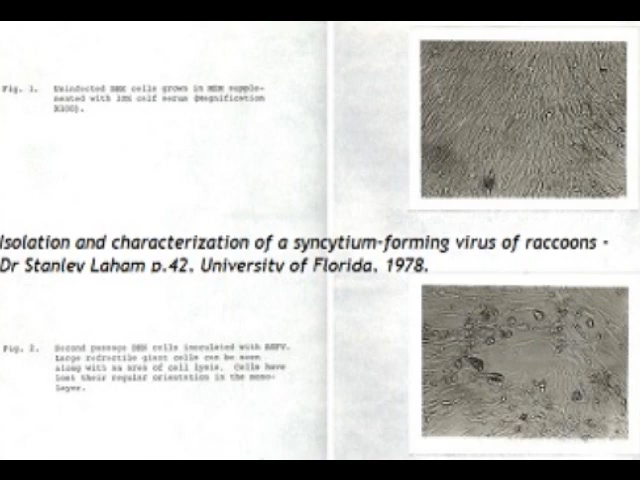 Fig. 1. Uninfected cells grown in MEM supple-
mented with 10% calf serum (Magnification
X100).
Isolation and characterization of a syncytium-forming virus of raccoons -
Dr Stanley Laham p.42, University of Florida, 1978.
Fig. 2. Second passage cells inoculated with
Large refractile giant cells can be seen
along with an area of cell lysis. Cells have
lost their regular orientation in the mono-
layer.